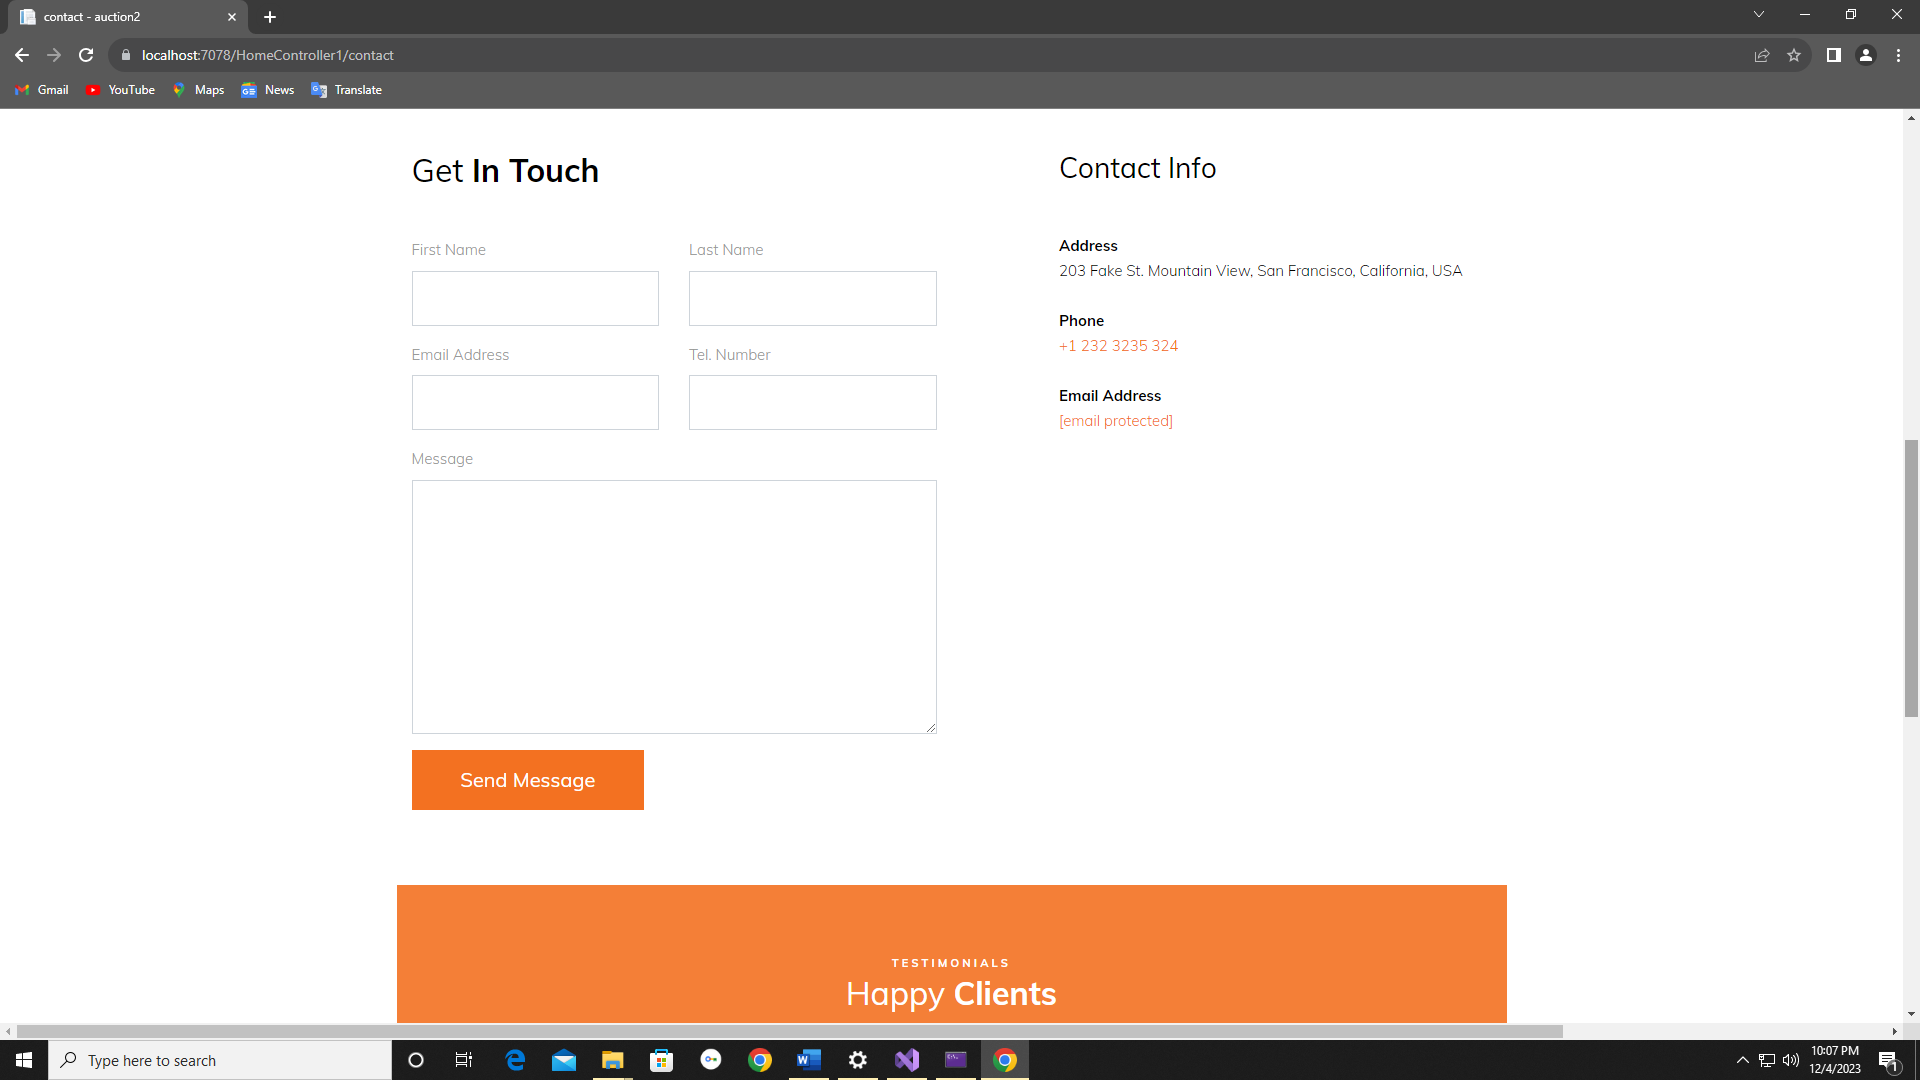 contact - auction2
localhost:7078/HomeController1/contact
Gmail YouTube Maps News Translate
Get In Touch
First Name Last Name
Email Address Tel. Number
Message
Send Message
Contact Info
Address
203 Fake St. Mountain View, San Francisco, California, USA
Phone
+1 232 3235 324
Email Address
[email protected]
TESTIMONIALS
Happy Clients
Type here to search
10:07 PM
12/4/2023
1